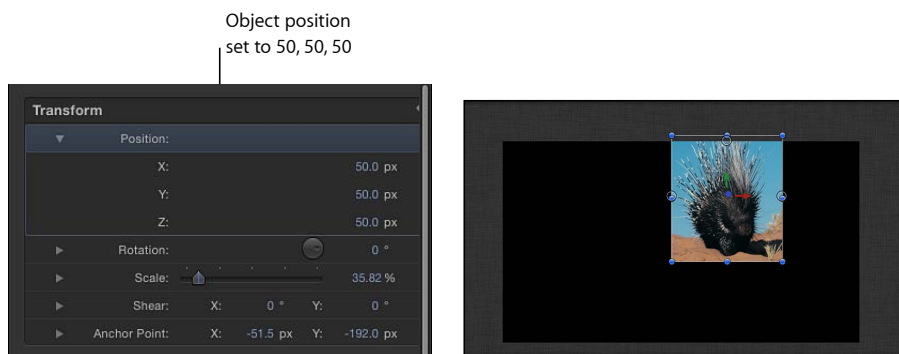 Object position
set to 50, 50, 50
Transform
Position:
X: 50.0 px
Y: 50.0 px
Z: 50.0 px
Rotation: 0 °
Scale: 35.82 %
Shear: X: 0 ° Y: 0 °
Anchor Point: X: -51.5 px Y: -192.0 px